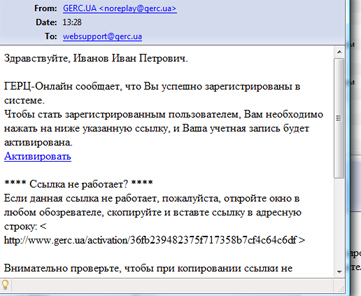 From: GERC.UA <noreplay@gerc.ua>
Date: 13:28
To: websupport@gerc.ua
Здравствуйте, Иванов Иван Петрович.
ГЕРЦ-Онлайн сообщает, что Вы успешно зарегистрированы в
системе.
Чтобы стать зарегистрированным пользователем, Вам необходимо
нажать на ниже указанную ссылку, и Ваша учетная запись будет
активирована.
Активировать
**** Ссылка не работает? ****
Если данная ссылка не работает, пожалуйста, откройте окно в
любом обозревателе, скопируйте и вставте ссылку в адресную
строку: <
http://www.gerc.ua/activation/36fb239482375f717358b7cf4c64c6df >
Внимательно проверьте, чтобы при копировании ссылки не